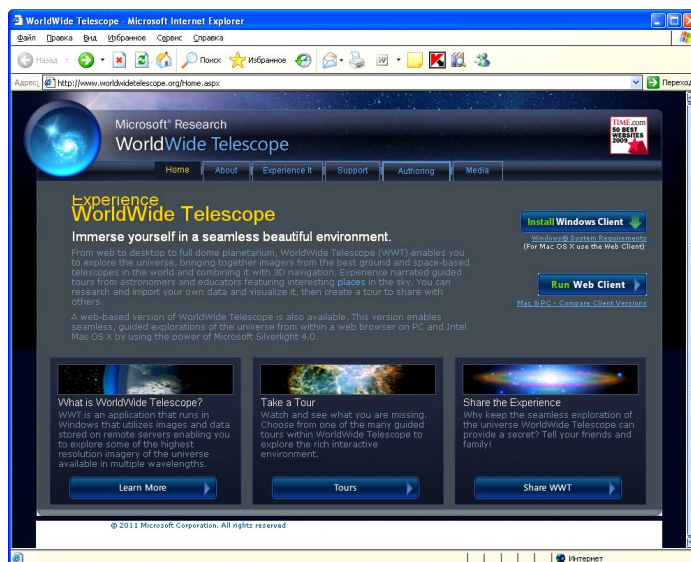 WorldWide Telescope - Microsoft Internet Explorer
Файл Правка Вид Избранное Сервис Справка
Назад Поиск Избранное
Адрес: http://www.worldwidetelescope.org/Home.aspx Переход
Microsoft® Research
WorldWide Telescope
TIME.com
50 BEST
WEBSITES
2009
Home About Experience It Support Authoring Media
Experience
WorldWide Telescope
Immerse yourself in a seamless beautiful environment.
From web to desktop to full dome planetarium, WorldWide Telescope (WWT) enables you
to explore the universe, bringing together imagery from the best ground and space-based
telescopes in the world and combining it with 3D navigation. Experience narrated guided
tours from astronomers and educators featuring interesting places in the sky. You can
research and import your own data and visualize it, then create a tour to share with
others.
A web-based version of WorldWide Telescope is also available. This version enables
seamless, guided explorations of the universe from within a web browser on PC and Intel
Mac OS X by using the power of Microsoft Silverlight 4.0.
Install Windows Client
Windows® System Requirements
(For Mac OS X use the Web Client)
Run Web Client
Mac & PC - Compare Client Versions
What is WorldWide Telescope?
WWT is an application that runs in
Windows that utilizes images and data
stored on remote servers enabling you
to explore some of the highest
resolution imagery of the universe
available in multiple wavelengths.
Learn More
Take a Tour
Watch and see what you are missing.
Choose from one of the many guided
tours within WorldWide Telescope to
explore the rich interactive
environment.
Tours
Share the Experience
Why keep the seamless exploration of
the universe WorldWide Telescope can
provide a secret? Tell your friends and
family!
Share WWT
© 2011 Microsoft Corporation. All rights reserved
Интернет